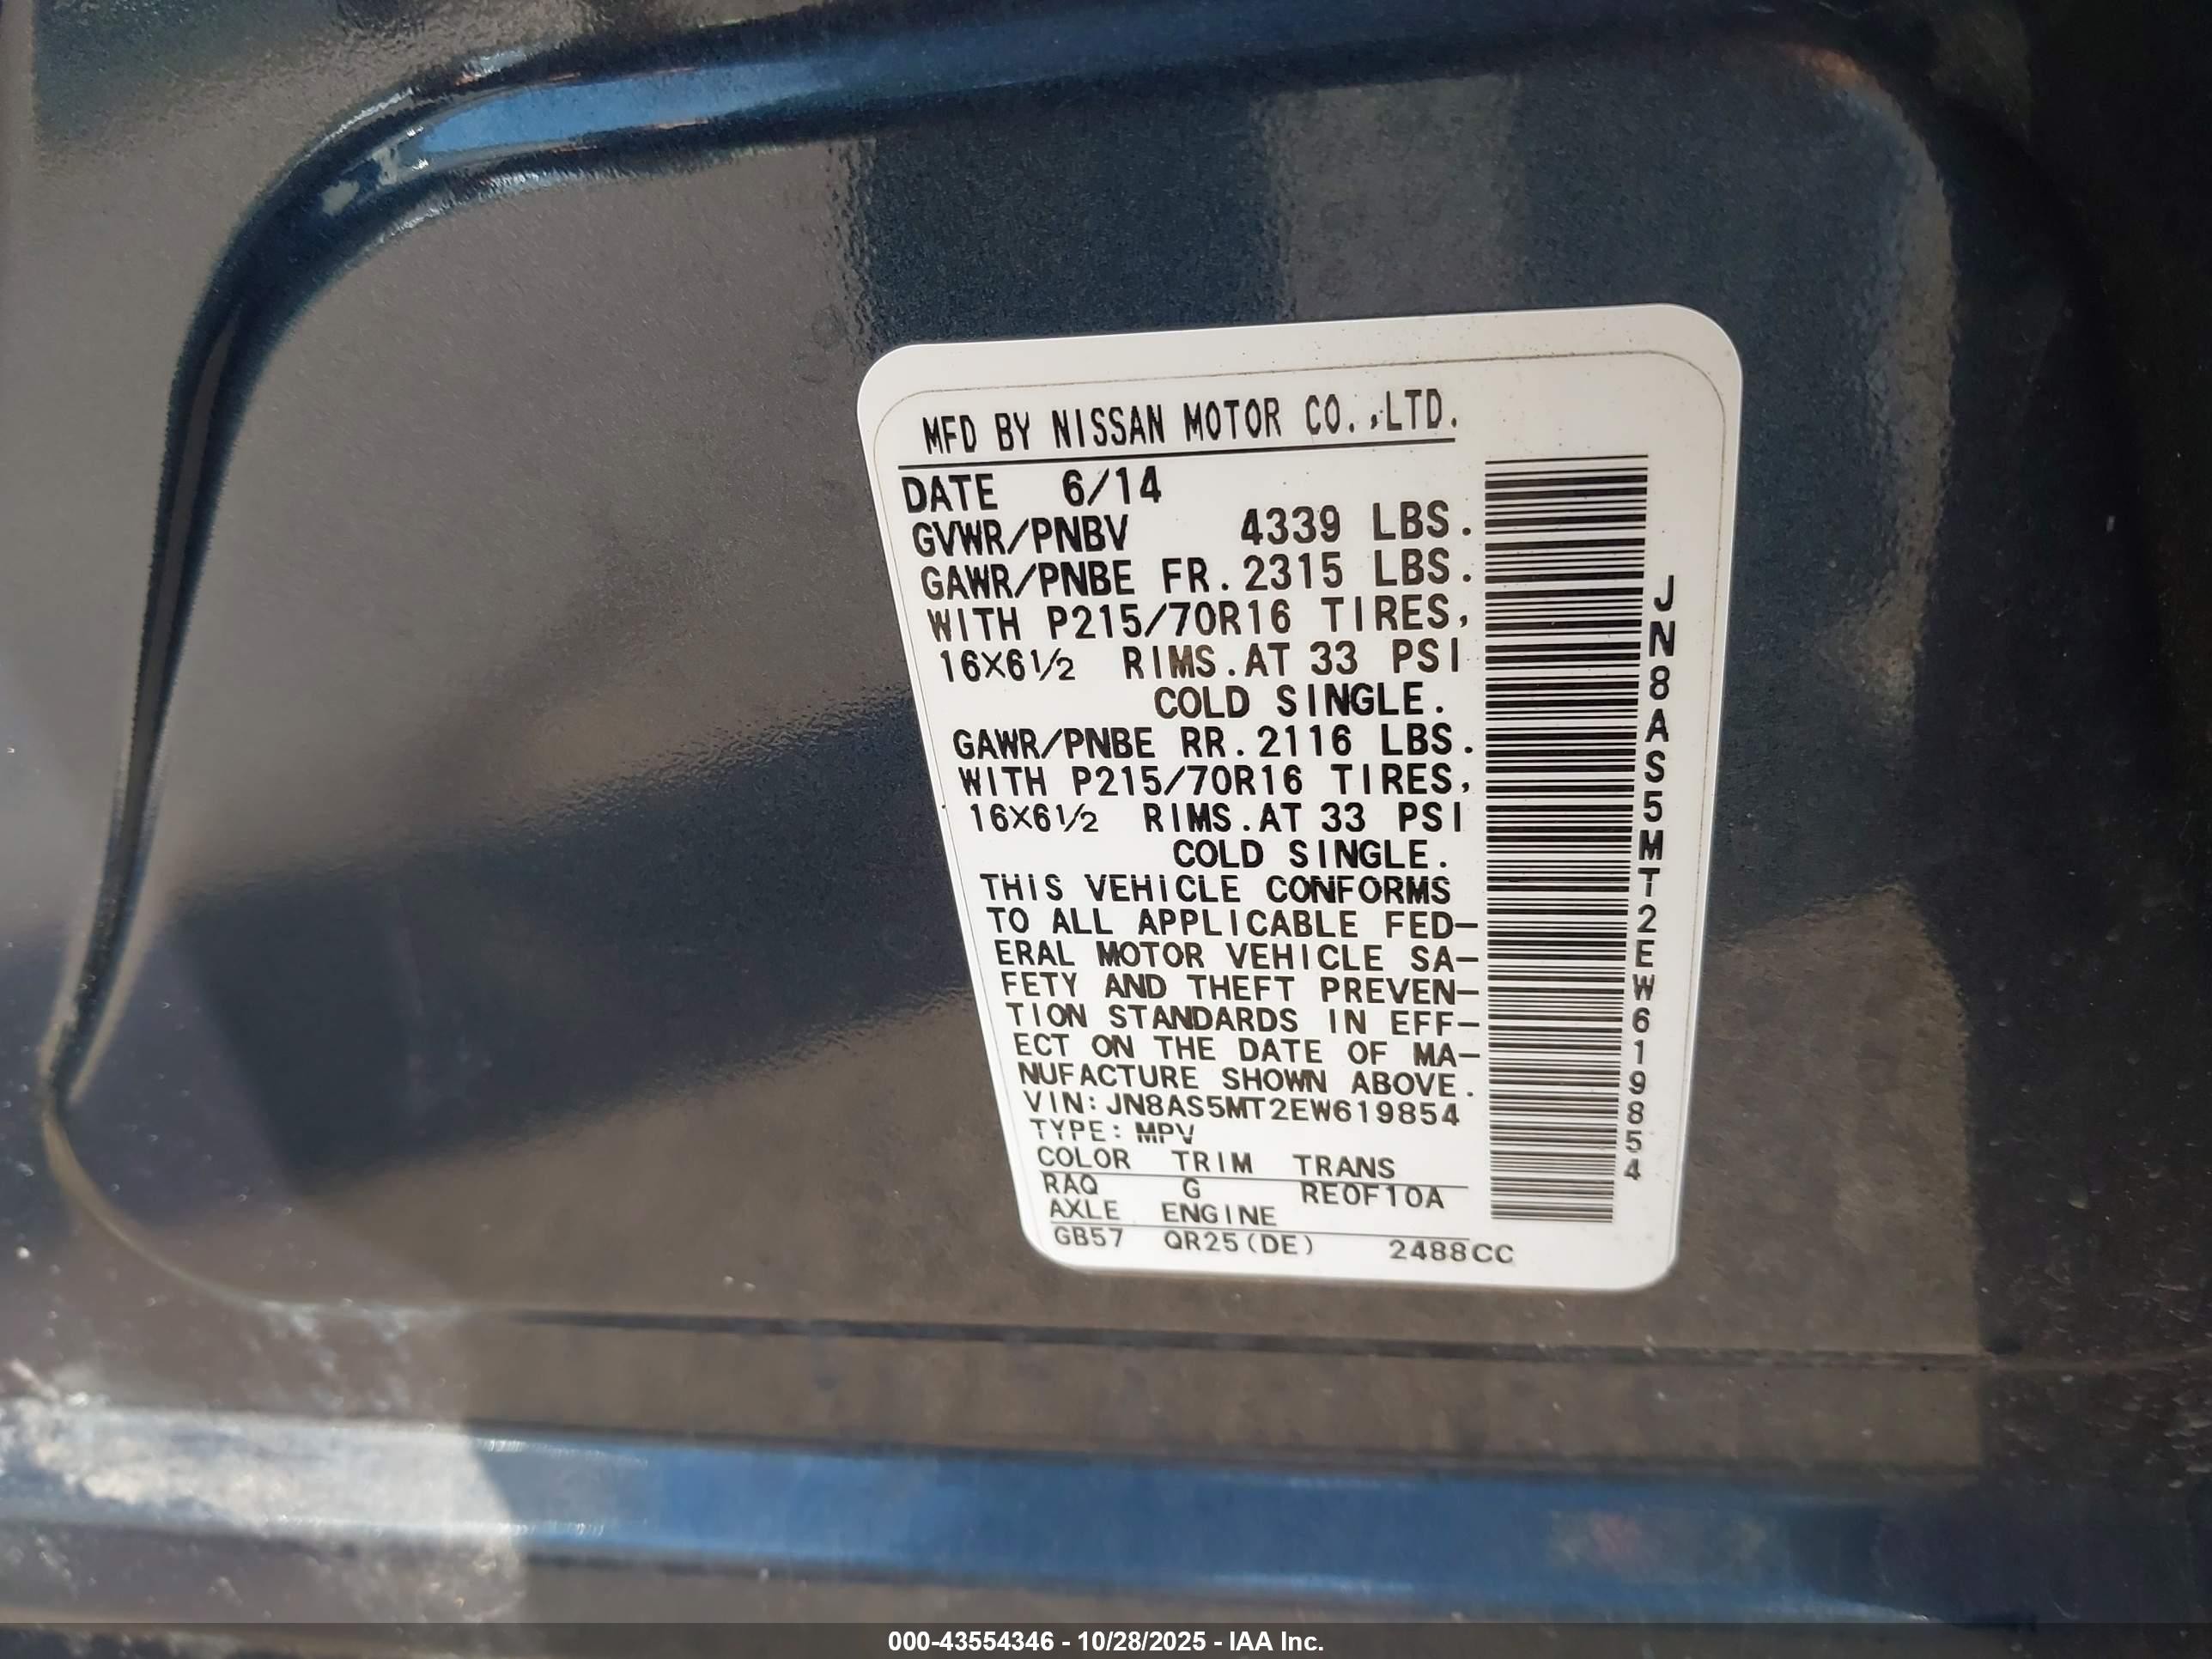 MFD BY NISSAN MOTOR CO.,LTD.
DATE 6/14
GVWR/PNBV 4339 LBS.
GAWR/PNBE FR.2315 LBS.
WITH P215/70R16 TIRES,
16X6½ RIMS.AT 33 PSI
COLD SINGLE.
GAWR/PNBE RR.2116 LBS.
WITH P215/70R16 TIRES,
16X6½ RIMS.AT 33 PSI
COLD SINGLE.
THIS VEHICLE CONFORMS
TO ALL APPLICABLE FED-
ERAL MOTOR VEHICLE SA-
FETY AND THEFT PREVEN-
TION STANDARDS IN EFF-
ECT ON THE DATE OF MA-
NUFACTURE SHOWN ABOVE.
VIN:JN8AS5MT2EW619854
TYPE:MPV
COLOR TRIM TRANS
RAQ G RE0F10A
AXLE ENGINE
GB57 QR25(DE) 2488CC
JN8AS5MT2EW619854
000-43554346 - 10/28/2025 - IAA Inc.